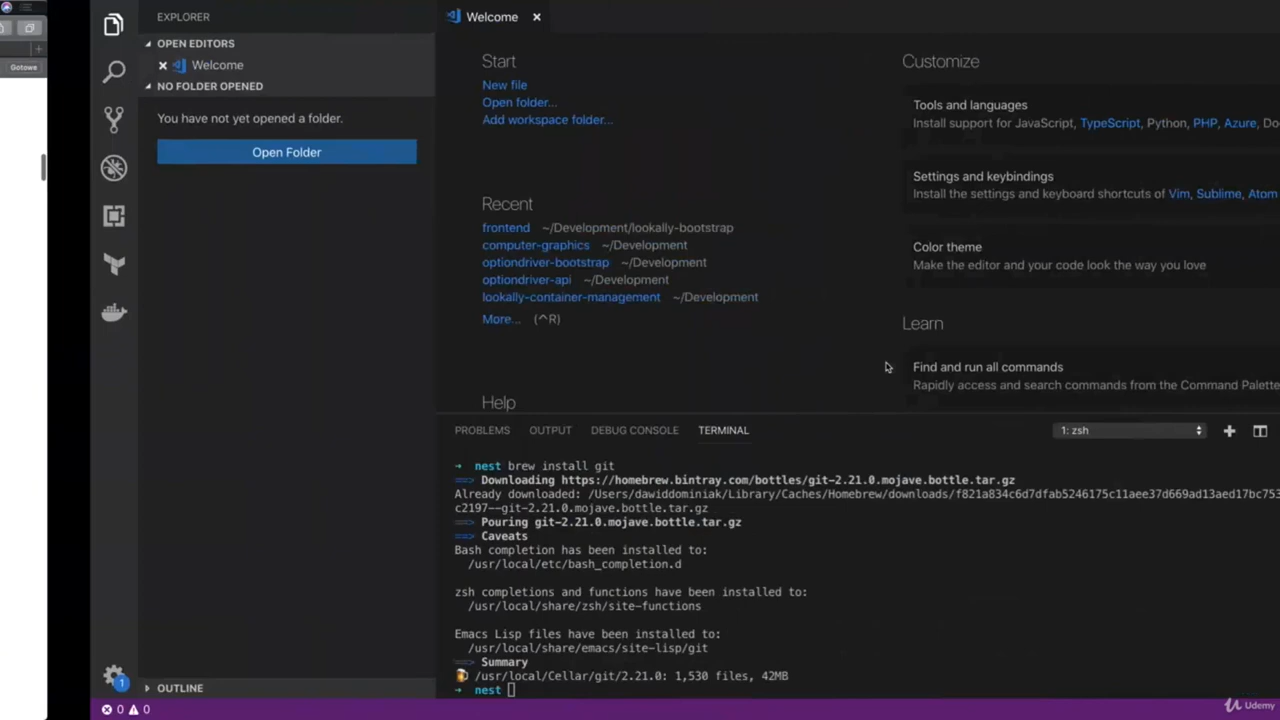 Gotowe
EXPLORER
OPEN EDITORS
Welcome
NO FOLDER OPENED
You have not yet opened a folder.
Open Folder
OUTLINE
0 0
1
Welcome
Start
New file
Open folder...
Add workspace folder...
Recent
frontend ~/Development/lookally-bootstrap
computer-graphics ~/Development
optiondriver-bootstrap ~/Development
optiondriver-api ~/Development
lookally-container-management ~/Development
More... (^R)
Help
Customize
Tools and languages
Install support for JavaScript, TypeScript, Python, PHP, Azure, Do
Settings and keybindings
Install the settings and keyboard shortcuts of Vim, Sublime, Atom
Color theme
Make the editor and your code look the way you love
Learn
Find and run all commands
Rapidly access and search commands from the Command Palette
PROBLEMS OUTPUT DEBUG CONSOLE TERMINAL 1: zsh
→ nest brew install git
==> Downloading https://homebrew.bintray.com/bottles/git-2.21.0.mojave.bottle.tar.gz
Already downloaded: /Users/dawiddominiak/Library/Caches/Homebrew/downloads/f821a834c6d7dfab5246175c11aee37d669ad13aed17bc753
c2197--git-2.21.0.mojave.bottle.tar.gz
==> Pouring git-2.21.0.mojave.bottle.tar.gz
==> Caveats
Bash completion has been installed to:
/usr/local/etc/bash_completion.d
zsh completions and functions have been installed to:
/usr/local/share/zsh/site-functions
Emacs Lisp files have been installed to:
/usr/local/share/emacs/site-lisp/git
==> Summary
🍺 /usr/local/Cellar/git/2.21.0: 1,530 files, 42MB
→ nest
Udemy